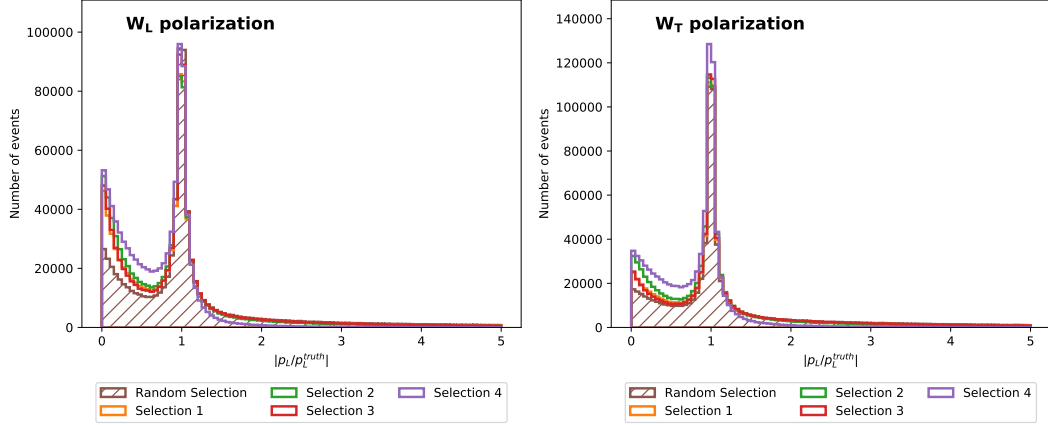 W_L polarization
Number of events
100000
80000
60000
40000
20000
0
0 1 2 3 4 5
|p_L/p_L^{truth}|
Random Selection
Selection 1
Selection 2
Selection 3
Selection 4
W_T polarization
Number of events
140000
120000
100000
80000
60000
40000
20000
0
0 1 2 3 4 5
|p_L/p_L^{truth}|
Random Selection
Selection 1
Selection 2
Selection 3
Selection 4